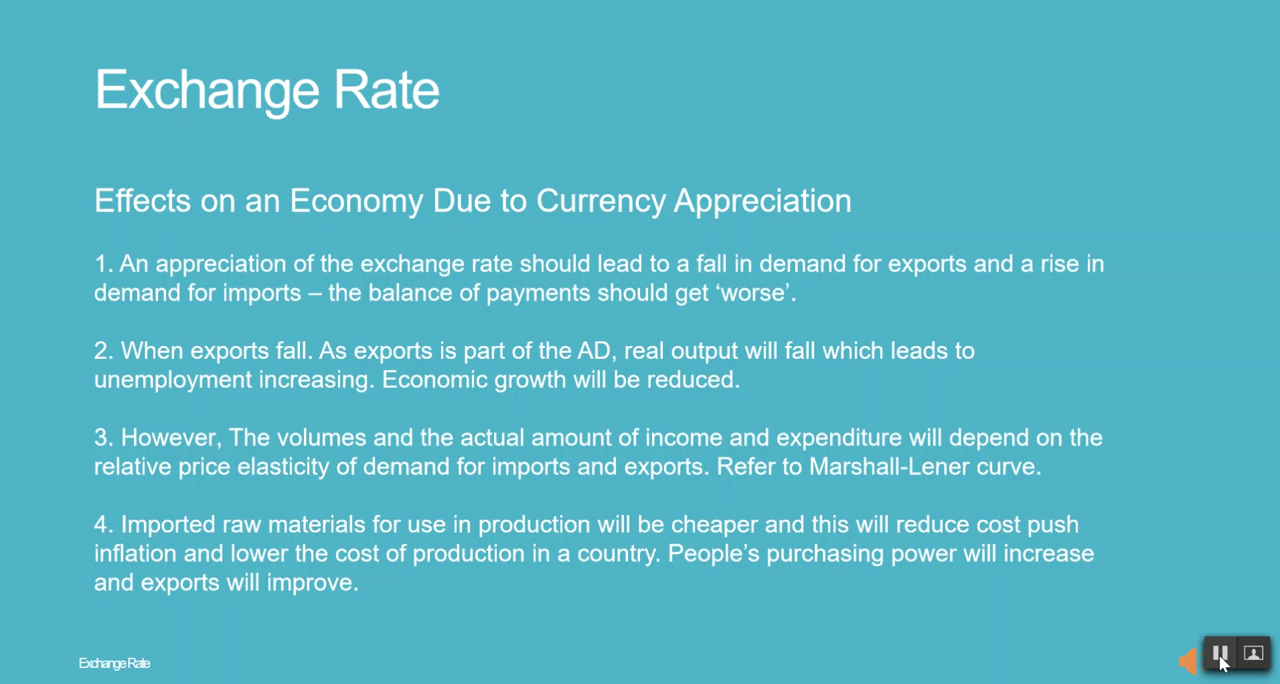 Exchange Rate
Effects on an Economy Due to Currency Appreciation
1. An appreciation of the exchange rate should lead to a fall in demand for exports and a rise in
demand for imports – the balance of payments should get ‘worse’.
2. When exports fall. As exports is part of the AD, real output will fall which leads to
unemployment increasing. Economic growth will be reduced.
3. However, The volumes and the actual amount of income and expenditure will depend on the
relative price elasticity of demand for imports and exports. Refer to Marshall-Lener curve.
4. Imported raw materials for use in production will be cheaper and this will reduce cost push
inflation and lower the cost of production in a country. People’s purchasing power will increase
and exports will improve.
Exchange Rate